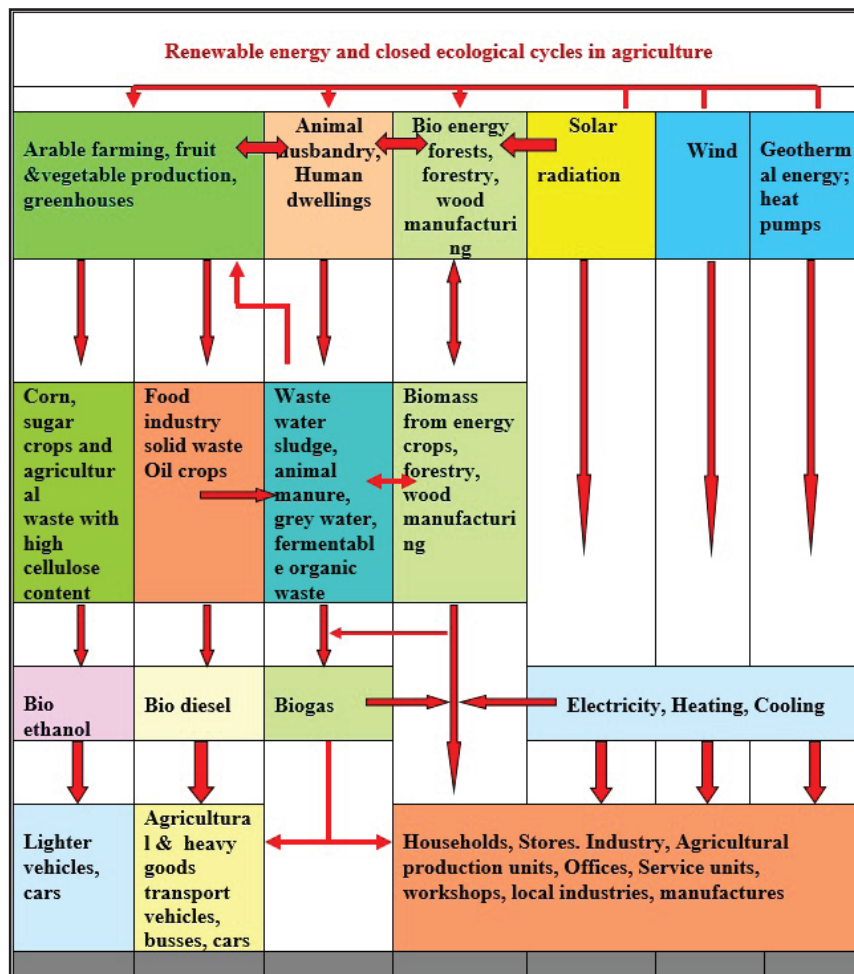 Renewable energy and closed ecological cycles in agriculture
Arable farming, fruit
&vegetable production,
greenhouses
Animal
husbandry,
Human
dwellings
Bio energy
forests,
forestry,
wood
manufacturi
ng
Solar
radiation
Wind
Geotherm
al energy;
heat
pumps
Corn,
sugar
crops and
agricultur
al
waste with
high
cellulose
content
Food
industry
solid waste
Oil crops
Waste
water
sludge,
animal
manure,
grey water,
fermentabl
e organic
waste
Biomass
from energy
crops,
forestry,
wood
manufacturi
ng
Bio
ethanol
Bio diesel
Biogas
Electricity, Heating, Cooling
Lighter
vehicles,
cars
Agricultura
l & heavy
goods
transport
vehicles,
busses, cars
Households, Stores. Industry, Agricultural
production units, Offices, Service units,
workshops, local industries, manufactures